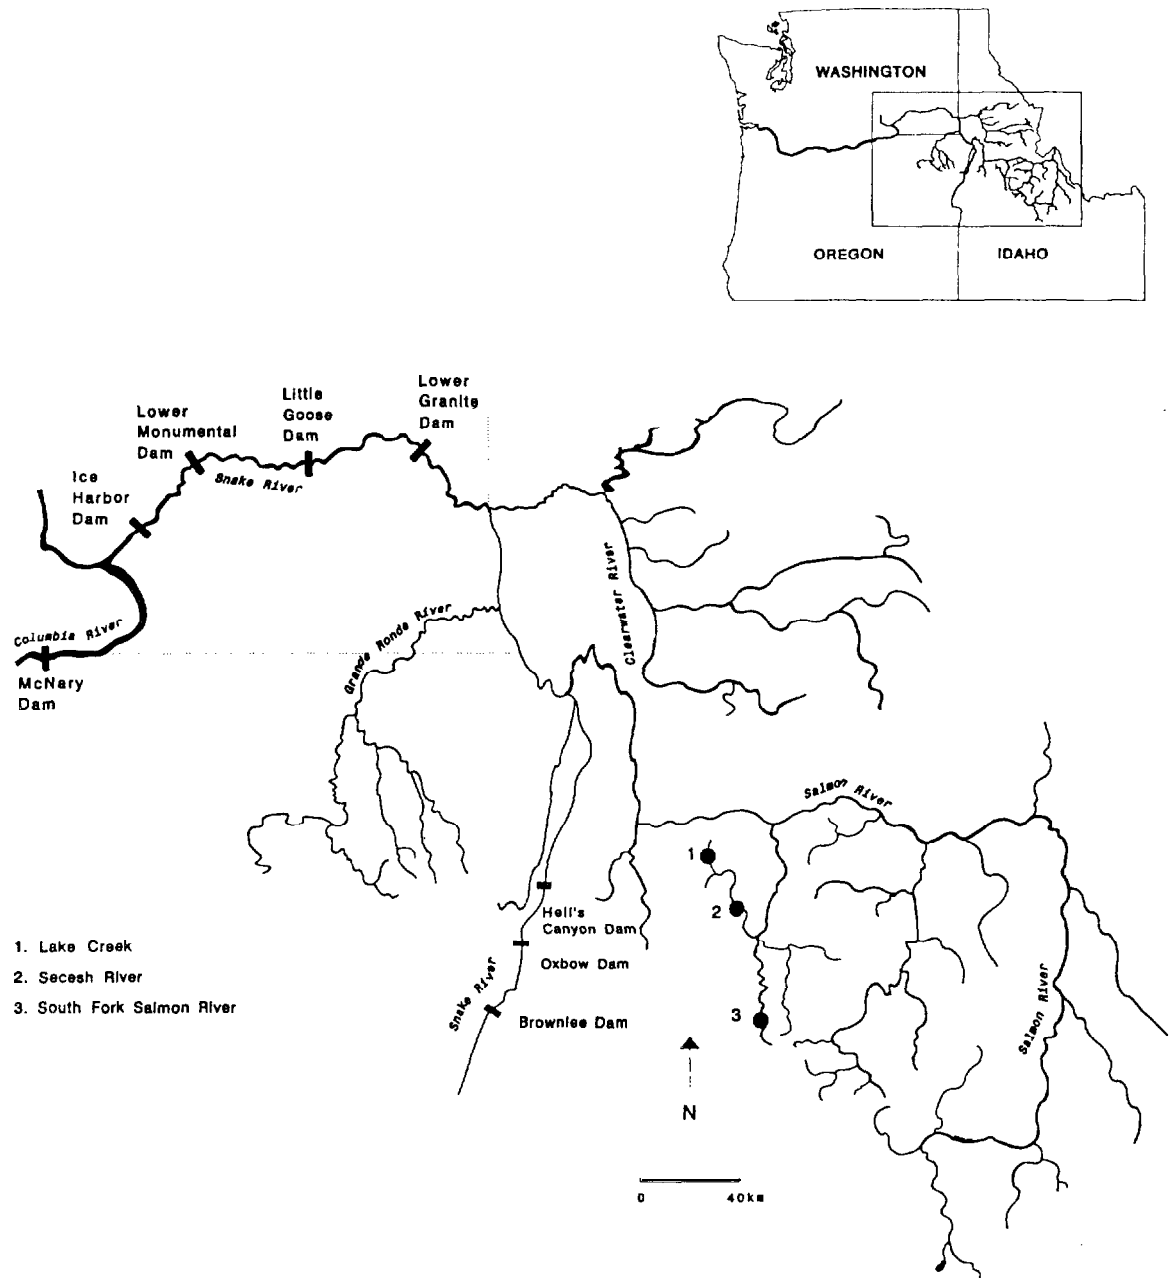 WASHINGTON
OREGON
IDAHO
Lower
Granite
Dam
Little
Goose
Dam
Lower
Monumental
Dam
Ice
Harbor
Dam
Snake River
Columbia River
McNary
Dam
Grande Ronde River
Clearwater River
Salmon River
1
2
3
Hell's
Canyon Dam
Oxbow Dam
Brownlee Dam
Snake River
Salmon River
1. Lake Creek
2. Secesh River
3. South Fork Salmon River
N
0 40km